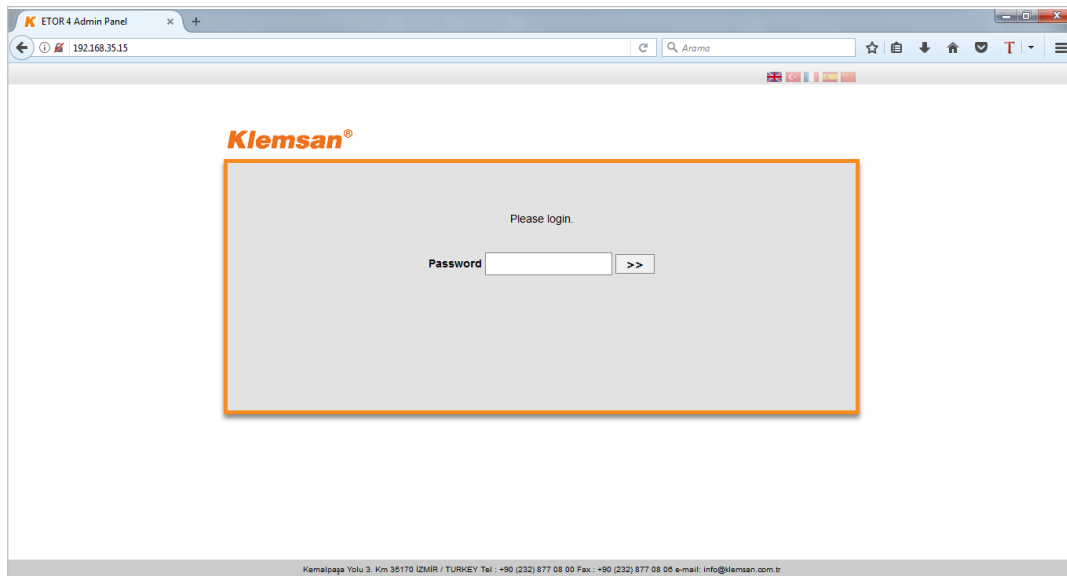 ETOR 4 Admin Panel
192.168.35.15
Arama
Klemsan®
Please login.
Password >>
Kemalpaşa Yolu 3. Km 35170 İZMİR / TURKEY Tel : +90 (232) 877 08 00 Fax : +90 (232) 877 08 06 e-mail: info@klemsan.com.tr